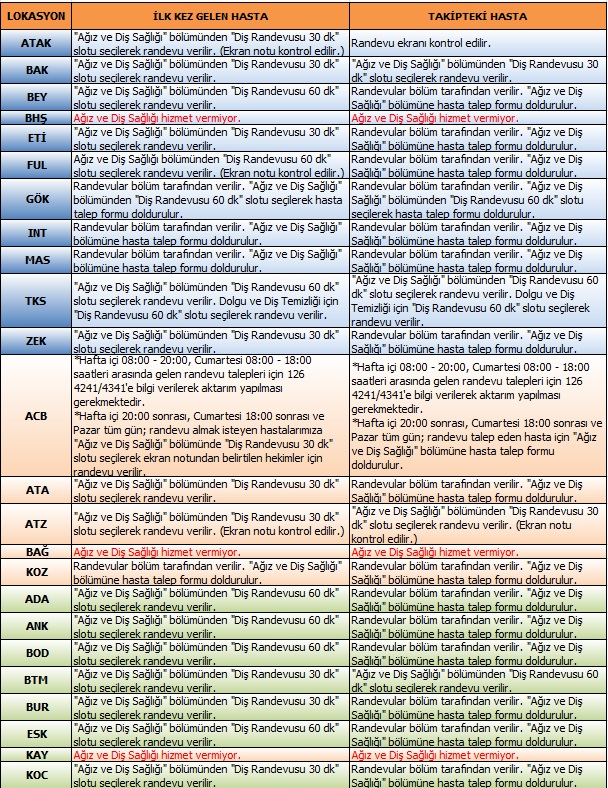 LOKASYON İLK KEZ GELEN HASTA TAKİPTEKİ HASTA
ATAK
"Ağız ve Diş Sağlığı" bölümünden "Diş Randevusu 30 dk"
slotu seçilerek randevu verilir. (Ekran notu kontrol edilir.)
Randevu ekranı kontrol edilir.
BAK
"Ağız ve Diş Sağlığı" bölümünden "Diş Randevusu 30 dk"
slotu seçilerek randevu verilir.
"Ağız ve Diş Sağlığı" bölümünden "Diş Randevusu 30
dk" slotu seçilerek randevu verilir.
BEY
"Ağız ve Diş Sağlığı" bölümünden "Diş Randevusu 60 dk"
slotu seçilerek randevu verilir.
Randevular bölüm tarafından verilir. "Ağız ve Diş
Sağlığı" bölümüne hasta talep formu doldurulur.
BHŞ
Ağız ve Diş Sağlığı hizmet vermiyor.
Ağız ve Diş Sağlığı hizmet vermiyor.
ETİ
"Ağız ve Diş Sağlığı" bölümünden "Diş Randevusu 30 dk"
slotu seçilerek randevu verilir.
Randevular bölüm tarafından verilir. "Ağız ve Diş
Sağlığı" bölümüne hasta talep formu doldurulur.
FUL
Ağız ve Diş Sağlığı bölümünden "Diş Randevusu 60 dk"
slotu seçilerek randevu verilir. (Ekran notu kontrol edilir.)
Randevular bölüm tarafından verilir. "Ağız ve Diş
Sağlığı" bölümüne hasta talep formu doldurulur.
GÖK
Randevular bölüm tarafından verilir. "Ağız ve Diş Sağlığı"
bölümünden "Diş Randevusu 60 dk" slotu seçilerek hasta
talep formu doldurulur.
Randevular bölüm tarafından verilir. "Ağız ve Diş
Sağlığı" bölümünden "Diş Randevusu 60 dk" slotu
seçilerek hasta talep formu doldurulur.
INT
Randevular bölüm tarafından verilir. "Ağız ve Diş Sağlığı"
bölümüne hasta talep formu doldurulur.
Randevular bölüm tarafından verilir. "Ağız ve Diş
Sağlığı" bölümüne hasta talep formu doldurulur.
MAS
Randevular bölüm tarafından verilir. "Ağız ve Diş Sağlığı"
bölümüne hasta talep formu doldurulur.
Randevular bölüm tarafından verilir. "Ağız ve Diş
Sağlığı" bölümüne hasta talep formu doldurulur.
TKS
"Ağız ve Diş Sağlığı" bölümünden "Diş Randevusu 60 dk"
slotu seçilerek randevu verilir. Dolgu ve Diş Temizliği için
"Diş Randevusu 60 dk" slotu seçilerek randevu verilir.
"Ağız ve Diş Sağlığı" bölümünden "Diş Randevusu 60
dk" slotu seçilerek randevu verilir. Dolgu ve Diş
Temizliği için "Diş Randevusu 60 dk" slotu seçilerek
randevu verilir.
ZEK
"Ağız ve Diş Sağlığı" bölümünden "Diş Randevusu 30 dk"
slotu seçilerek randevu verilir.
Randevular bölüm tarafından verilir. "Ağız ve Diş
Sağlığı" bölümüne hasta talep formu doldurulur.
ACB
*Hafta içi 08:00 - 20:00, Cumartesi 08:00 - 18:00
saatleri arasında gelen randevu talepleri için 126
4241/4341'e bilgi verilerek aktarım yapılması
gerekmektedir.
*Hafta içi 20:00 sonrası, Cumartesi 18:00 sonrası ve
Pazar tüm gün; randevu almak isteyen hastalarımıza
"Ağız ve Diş Sağlığı" bölümünde "Diş Randevusu 30 dk"
slotu seçilerek ekran notundan belirtilen hekimler için
randevu verilir.
*Hafta içi 08:00 - 20:00, Cumartesi 08:00 - 18:00
saatleri arasında gelen randevu talepleri için 126
4241/4341'e bilgi verilerek aktarım yapılması
gerekmektedir.
*Hafta içi 20:00 sonrası, Cumartesi 18:00 sonrası ve
Pazar tüm gün; randevu talep eden hasta için "Ağız
ve Diş Sağlığı" bölümüne hasta talep formu
doldurulur.
ATA
"Ağız ve Diş Sağlığı" bölümünden "Diş Randevusu 30 dk"
slotu seçilerek randevu verilir.
Randevular bölüm tarafından verilir. "Ağız ve Diş
Sağlığı" bölümüne hasta talep formu doldurulur.
ATZ
"Ağız ve Diş Sağlığı" bölümünden "Diş Randevusu 30 dk"
slotu seçilerek randevu verilir. (Ekran notu kontrol edilir.)
"Ağız ve Diş Sağlığı" bölümünden "Diş Randevusu 30
dk" slotu seçilerek randevu verilir. (Ekran notu
kontrol edilir.)
BAĞ
Ağız ve Diş Sağlığı hizmet vermiyor.
Ağız ve Diş Sağlığı hizmet vermiyor.
KOZ
Randevular bölüm tarafından verilir. "Ağız ve Diş Sağlığı"
bölümüne hasta talep formu doldurulur.
Randevular bölüm tarafından verilir. "Ağız ve Diş
Sağlığı" bölümüne hasta talep formu doldurulur.
ADA
"Ağız ve Diş Sağlığı" bölümünden "Diş Randevusu 60 dk"
slotu seçilerek randevu verilir.
Randevular bölüm tarafından verilir. "Ağız ve Diş
Sağlığı" bölümüne hasta talep formu doldurulur.
ANK
"Ağız ve Diş Sağlığı" bölümünden "Diş Randevusu 60 dk"
slotu seçilerek randevu verilir.
Randevular bölüm tarafından verilir. "Ağız ve Diş
Sağlığı" bölümüne hasta talep formu doldurulur.
BOD
"Ağız ve Diş Sağlığı" bölümünden "Diş Randevusu 60 dk"
slotu seçilerek randevu verilir.
Randevular bölüm tarafından verilir. "Ağız ve Diş
Sağlığı" bölümüne hasta talep formu doldurulur.
BTM
"Ağız ve Diş Sağlığı" bölümünden "Diş Randevusu 30 dk"
slotu seçilerek randevu verilir.
"Ağız ve Diş Sağlığı" bölümünden "Diş Randevusu 60
dk" slotu seçilerek randevu verilir.
BUR
"Ağız ve Diş Sağlığı" bölümünden "Diş Randevusu 30 dk"
slotu seçilerek randevu verilir.
Randevular bölüm tarafından verilir. "Ağız ve Diş
Sağlığı" bölümüne hasta talep formu doldurulur.
ESK
"Ağız ve Diş Sağlığı" bölümünden "Diş Randevusu 60 dk"
slotu seçilerek randevu verilir.
Randevular bölüm tarafından verilir. "Ağız ve Diş
Sağlığı" bölümüne hasta talep formu doldurulur.
KAY
Ağız ve Diş Sağlığı hizmet vermiyor.
Ağız ve Diş Sağlığı hizmet vermiyor.
KOC
"Ağız ve Diş Sağlığı" bölümünden "Diş Randevusu 30 dk"
slotu seçilerek randevu verilir.
Randevular bölüm tarafından verilir. "Ağız ve Diş
Sağlığı" bölümüne hasta talep formu doldurulur.